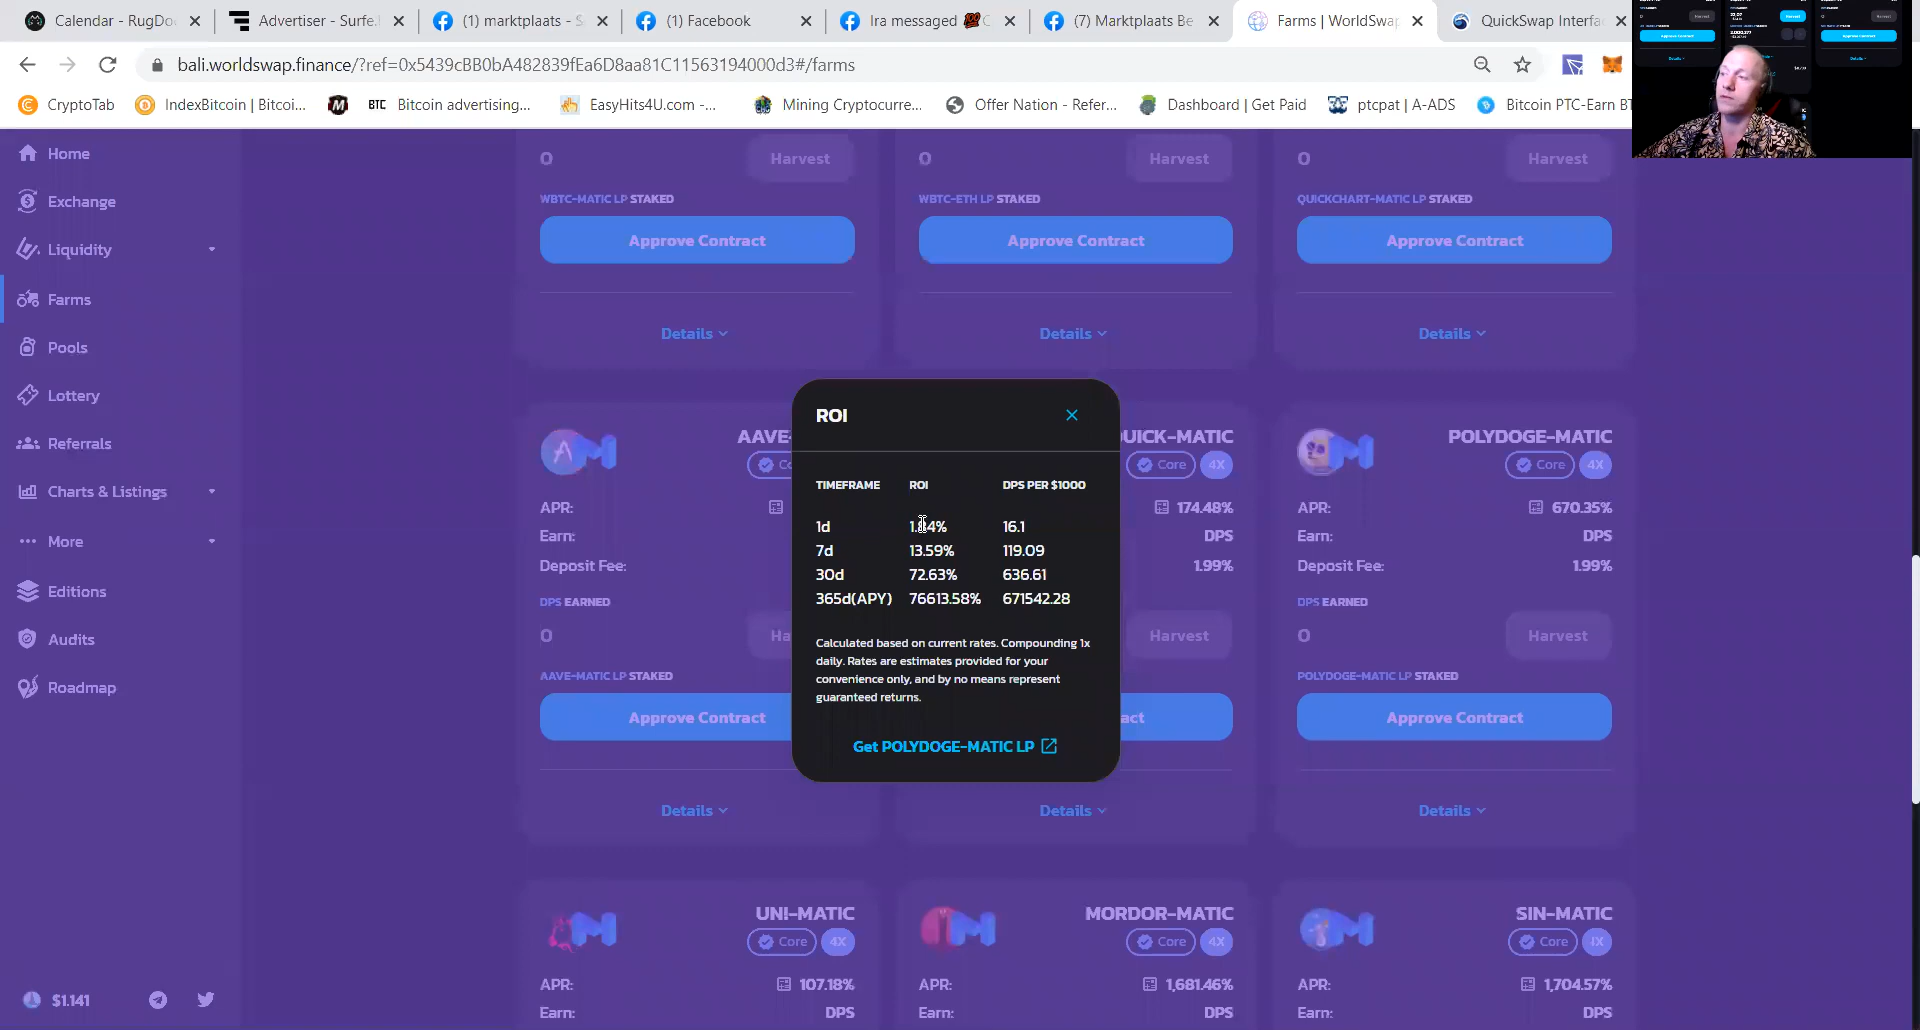 Calendar - RugDo
Advertiser - Surfe.
(1) marktplaats - S
(1) Facebook
Ira messaged 💯
(7) Marktplaats Be
Farms | WorldSwap
QuickSwap Interfa
bali.worldswap.finance/?ref=0x5439cBB0bA482839fEa6D8aa81C11563194000d3#/farms
CryptoTab
IndexBitcoin | Bitcoi...
BTC Bitcoin advertising...
EasyHits4U.com -...
Mining Cryptocurre...
Offer Nation - Refer...
Dashboard | Get Paid
ptcpat | A-ADS
Bitcoin PTC-Earn BT
Home
Exchange
Liquidity
Farms
Pools
Lottery
Referrals
Charts & Listings
More
Editions
Audits
Roadmap
$1.141
0 Harvest
WBTC-MATIC LP STAKED
Approve Contract
Details
0 Harvest
WBTC-ETH LP STAKED
Approve Contract
Details
0 Harvest
QUICKCHART-MATIC LP STAKED
Approve Contract
Details
AAVE-
Co
APR:
Earn:
Deposit Fee:
DPS EARNED
0 Ha
AAVE-MATIC LP STAKED
Approve Contract
Details
UICK-MATIC
Core 4X
174.48%
DPS
1.99%
Harvest
act
Details
POLYDOGE-MATIC
Core 4X
APR: 670.35%
Earn: DPS
Deposit Fee: 1.99%
DPS EARNED
0 Harvest
POLYDOGE-MATIC LP STAKED
Approve Contract
Details
ROI
TIMEFRAME ROI DPS PER $1000
1d 16.1
7d 13.59% 119.09
30d 72.63% 636.61
365d(APY) 76613.58% 671542.28
Calculated based on current rates. Compounding 1x
daily. Rates are estimates provided for your
convenience only, and by no means represent
guaranteed returns.
Get POLYDOGE-MATIC LP
UNI-MATIC
Core 4X
APR: 107.18%
Earn: DPS
MORDOR-MATIC
Core 4X
APR: 1,681.46%
Earn: DPS
SIN-MATIC
Core 1X
APR: 1,704.57%
Earn: DPS
Harvest
Approve Contract
Approve Contract